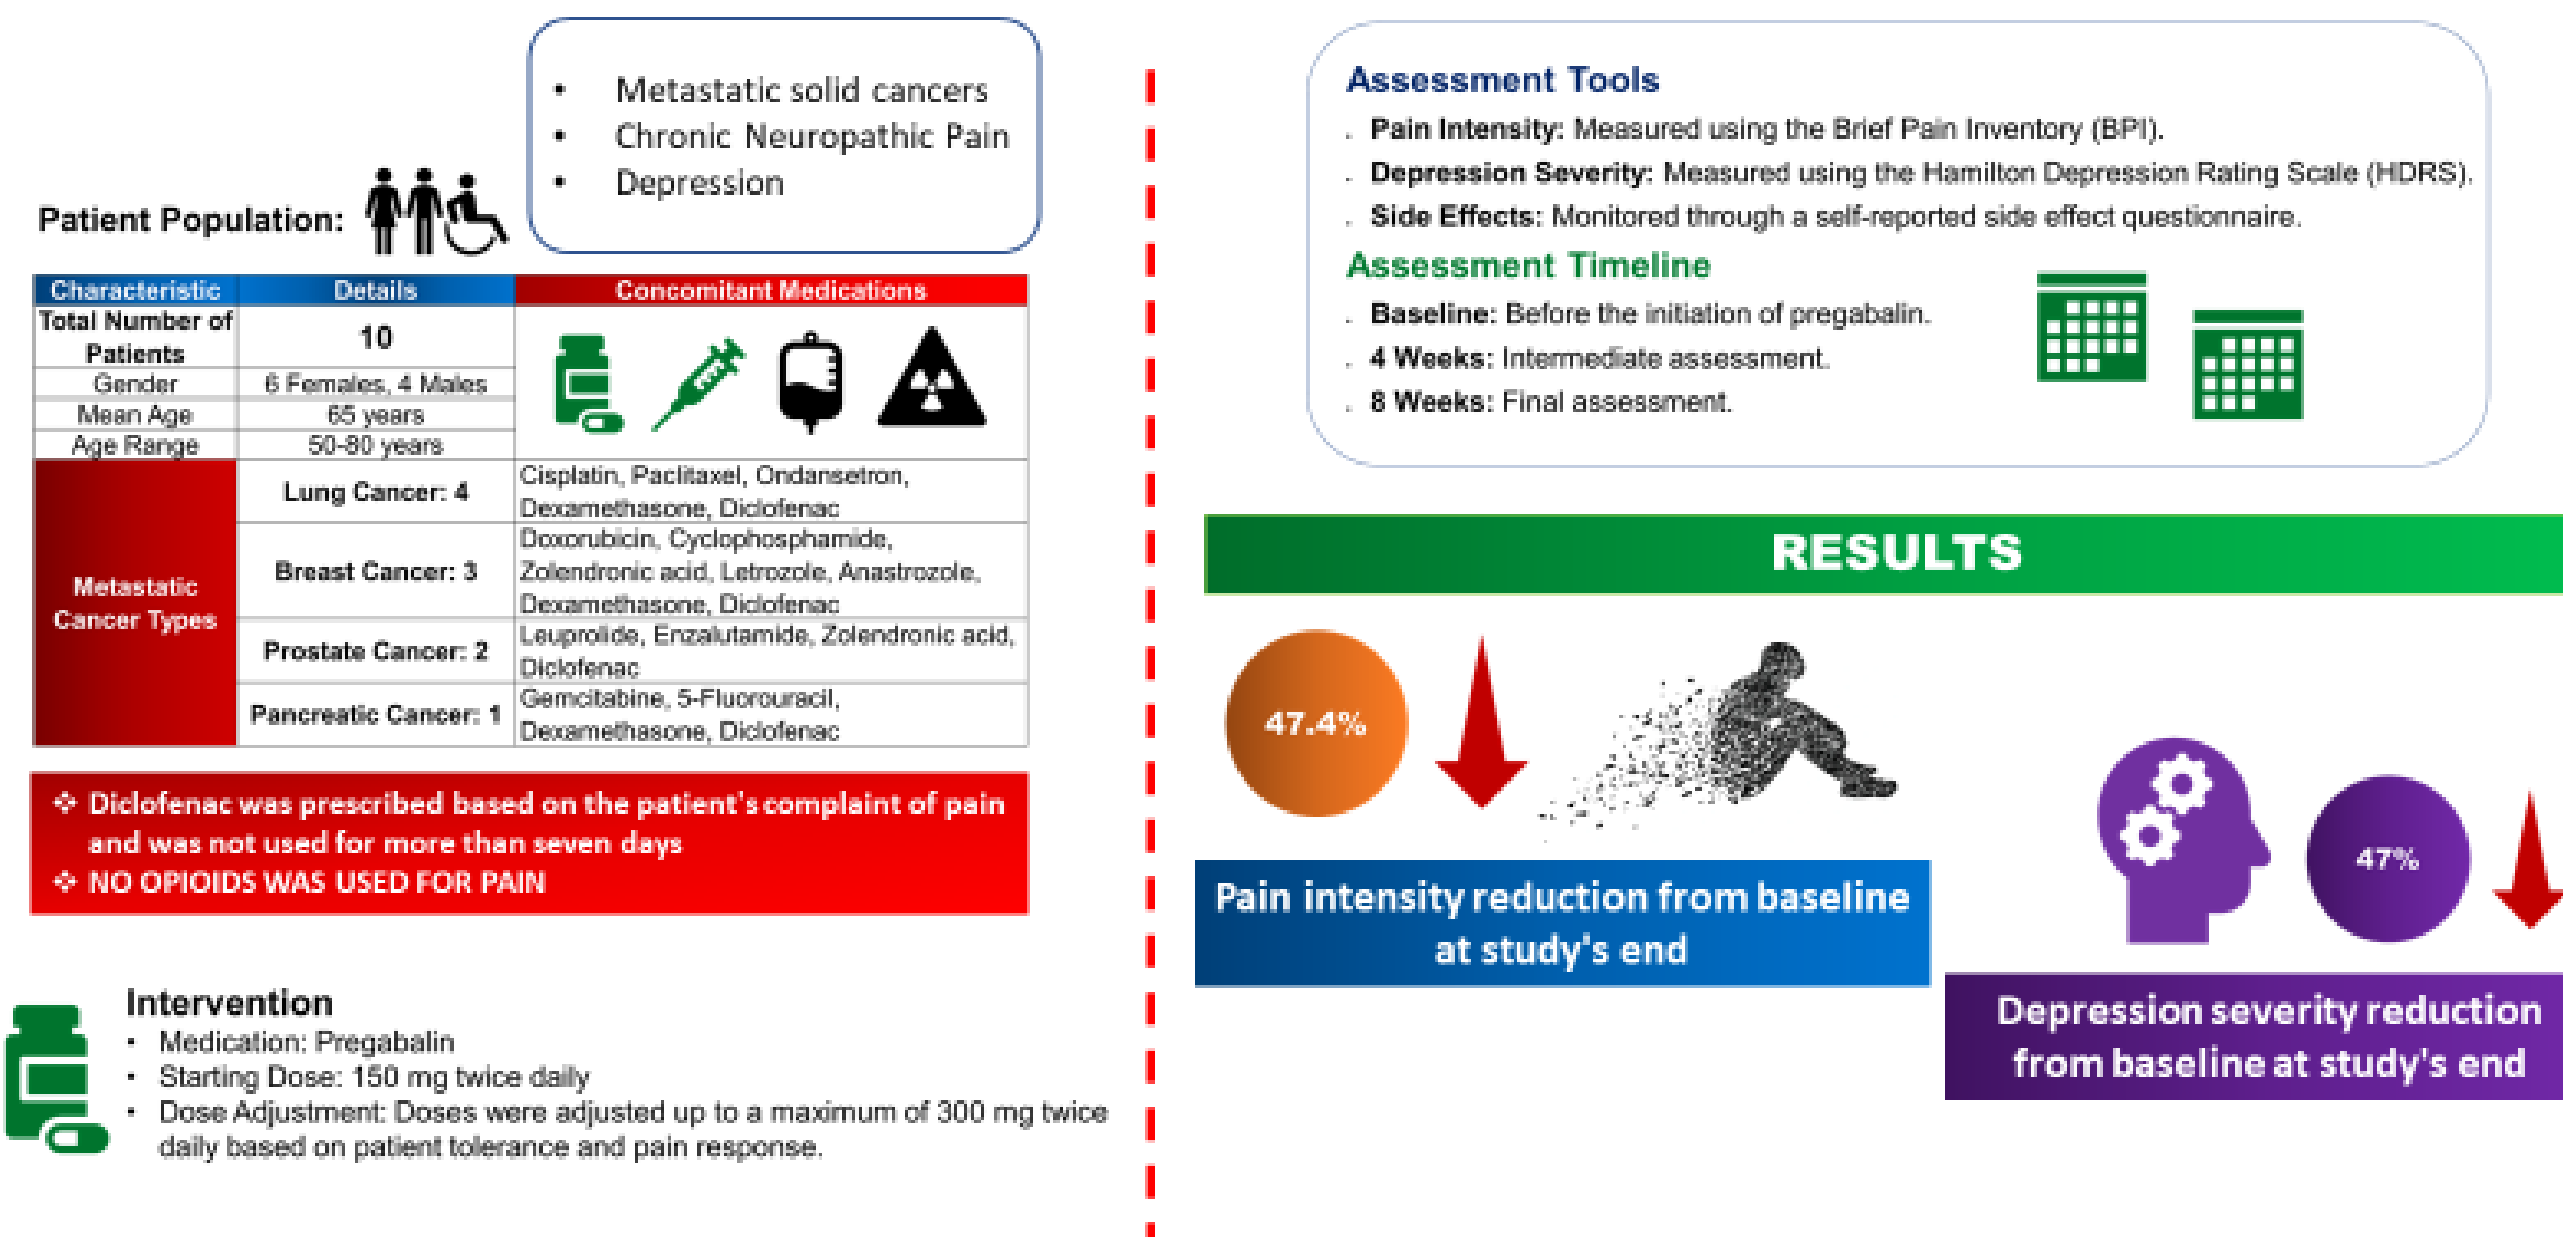 • Metastatic solid cancers
• Chronic Neuropathic Pain
• Depression
Patient Population:
Characteristic Details Concomitant Medications
Total Number of Patients 10
Gender 6 Females, 4 Males
Mean Age 65 years
Age Range 50-80 years
Metastatic
Cancer Types
Lung Cancer: 4
Cisplatin, Paclitaxel, Ondansetron,
Dexamethasone, Diclofenac
Breast Cancer: 3
Doxorubicin, Cyclophosphamide,
Zolendronic acid, Letrozole, Anastrozole,
Dexamethasone, Diclofenac
Prostate Cancer: 2
Leuprolide, Enzalutamide, Zolendronic acid,
Diclofenac
Pancreatic Cancer: 1
Gemcitabine, 5-Fluorouracil,
Dexamethasone, Diclofenac
❖ Diclofenac was prescribed based on the patient's complaint of pain
and was not used for more than seven days
❖ NO OPIOIDS WAS USED FOR PAIN
Intervention
• Medication: Pregabalin
• Starting Dose: 150 mg twice daily
• Dose Adjustment: Doses were adjusted up to a maximum of 300 mg twice
daily based on patient tolerance and pain response.
Assessment Tools
. Pain Intensity: Measured using the Brief Pain Inventory (BPI).
. Depression Severity: Measured using the Hamilton Depression Rating Scale (HDRS).
. Side Effects: Monitored through a self-reported side effect questionnaire.
Assessment Timeline
. Baseline: Before the initiation of pregabalin.
. 4 Weeks: Intermediate assessment.
. 8 Weeks: Final assessment.
RESULTS
47.4%
Pain intensity reduction from baseline
at study's end
47%
Depression severity reduction
from baseline at study's end